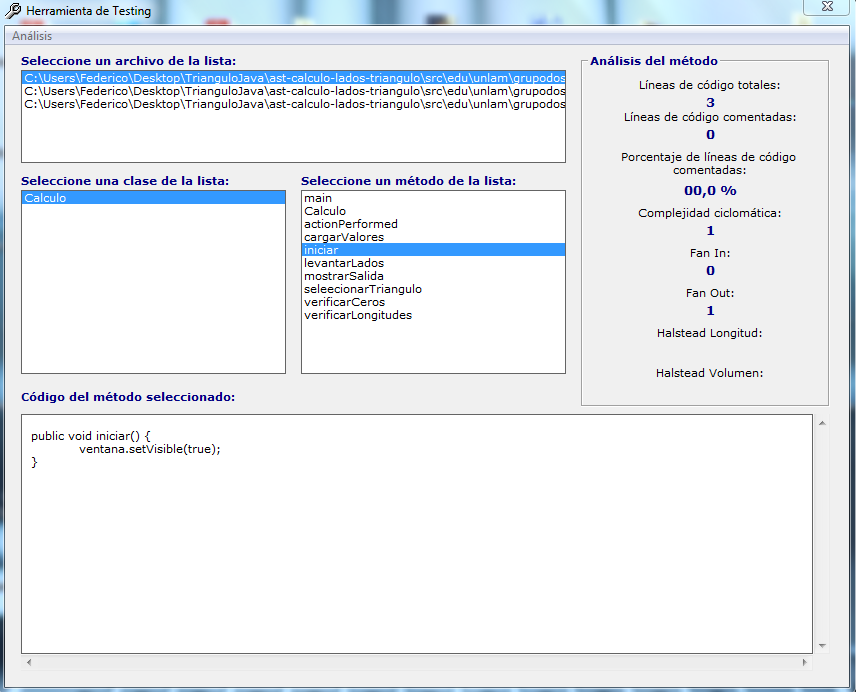 Herramienta de Testing
Análisis
Seleccione un archivo de la lista:
C:\Users\Federico\Desktop\TrianguloJava\ast-calculo-lados-triangulo\src\edu\unlam\grupodos
C:\Users\Federico\Desktop\TrianguloJava\ast-calculo-lados-triangulo\src\edu\unlam\grupodos
C:\Users\Federico\Desktop\TrianguloJava\ast-calculo-lados-triangulo\src\edu\unlam\grupodos
Seleccione una clase de la lista:
Calculo
Seleccione un método de la lista:
main
Calculo
actionPerformed
cargarValores
iniciar
levantarLados
mostrarSalida
seleecionarTriangulo
verificarCeros
verificarLongitudes
Análisis del método
Líneas de código totales:
3
Líneas de código comentadas:
0
Porcentaje de líneas de código
comentadas:
00,0 %
Complejidad ciclomática:
1
Fan In:
0
Fan Out:
1
Halstead Longitud:
Halstead Volumen:
Código del método seleccionado:
public void iniciar() {
ventana.setVisible(true);
}